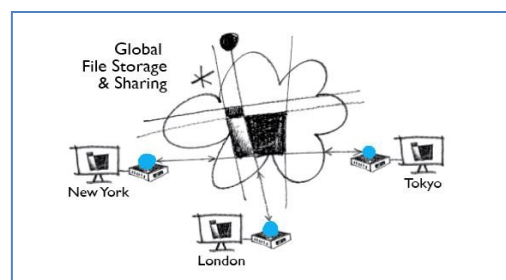 Global
File Storage
& Sharing
New York
Tokyo
London